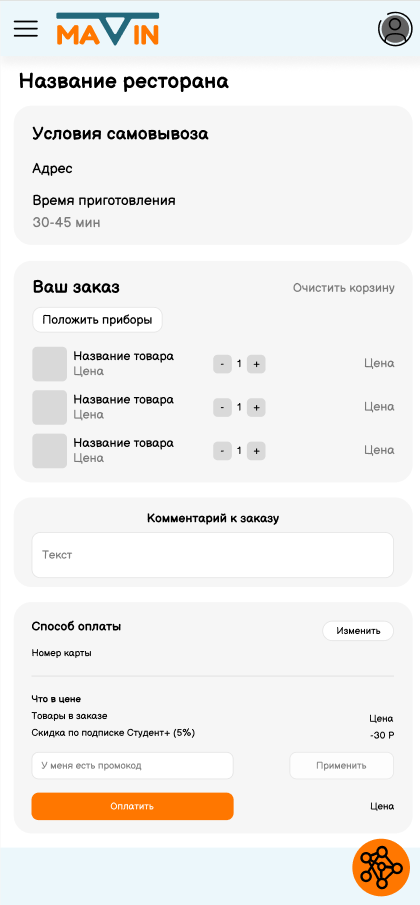 MAVIN
Название ресторана
Условия самовывоза
Адрес
Время приготовления
30-45 мин
Ваш заказ
Очистить корзину
Положить приборы
Название товара
Цена
- 1 +
Цена
Название товара
Цена
- 1 +
Цена
Название товара
Цена
- 1 +
Цена
Комментарий к заказу
Текст
Способ оплаты
Изменить
Номер карты
Что в цене
Товары в заказе
Цена
Скидка по подписке Студент+ (5%)
-30 Р
У меня есть промокод
Применить
Оплатить
Цена